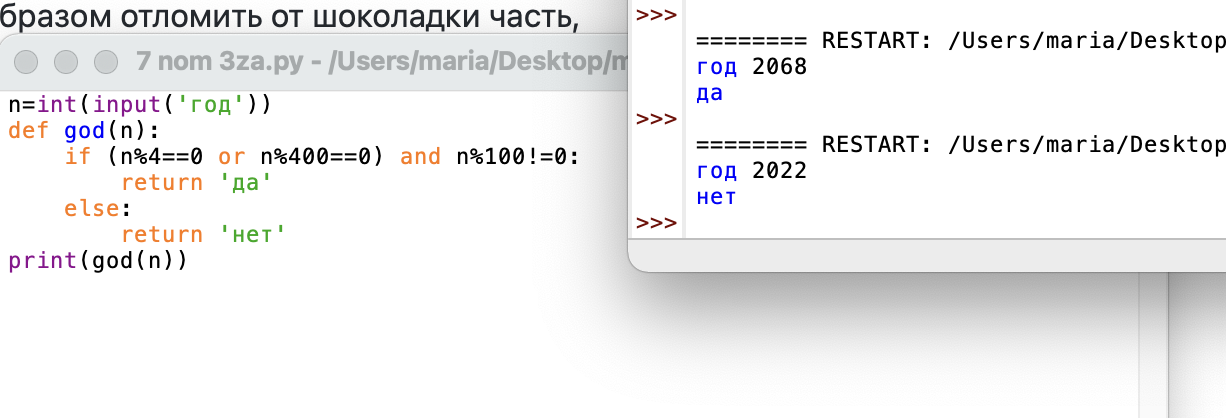 бразом отломить от шоколадки часть,
7 nom 3za.py - /Users/maria/Desktop/m
n=int(input('год'))
def god(n):
    if (n%4==0 or n%400==0) and n%100!=0:
        return 'да'
    else:
        return 'нет'
print(god(n))
>>>
======== RESTART: /Users/maria/Desktop
год 2068
да
>>>
======== RESTART: /Users/maria/Desktop
год 2022
нет
>>>